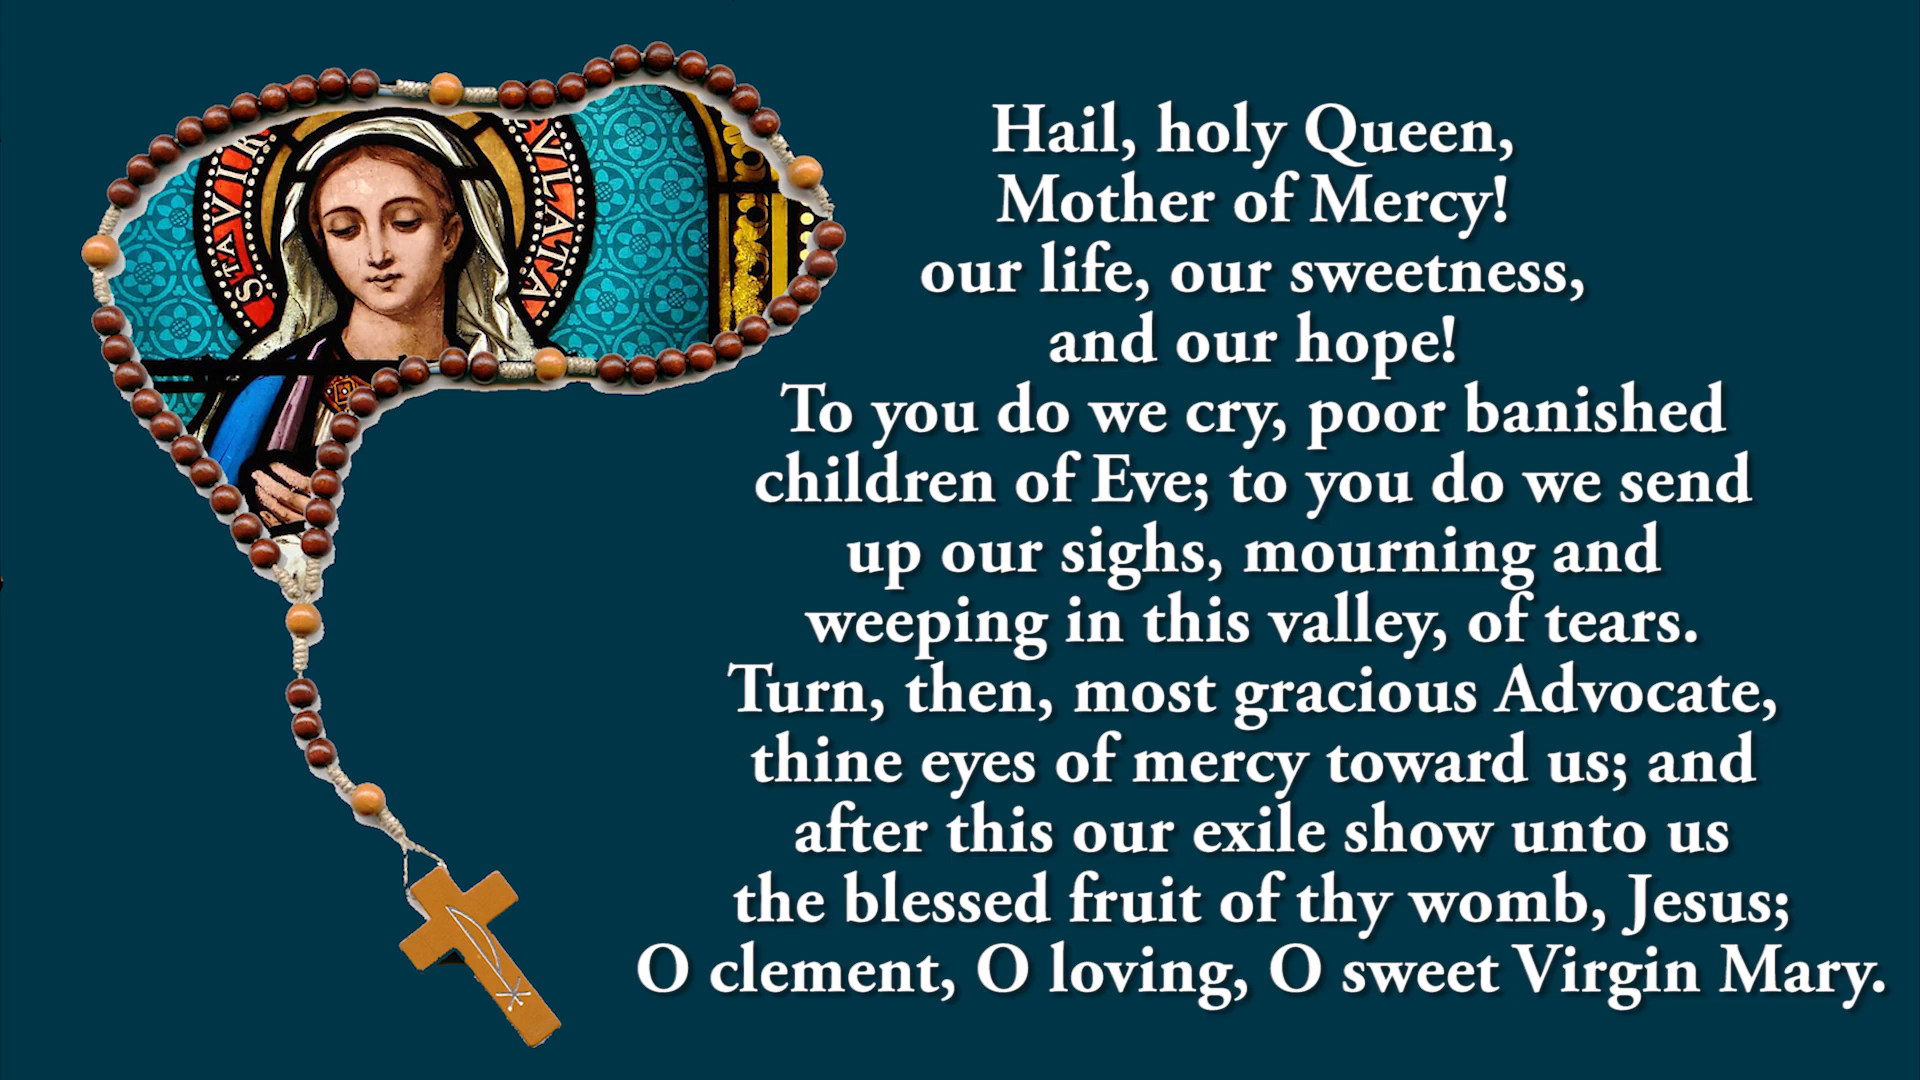 STA VIR
ULATA
Hail, holy Queen,
Mother of Mercy!
our life, our sweetness,
and our hope!
To you do we cry, poor banished
children of Eve; to you do we send
up our sighs, mourning and
weeping in this valley, of tears.
Turn, then, most gracious Advocate,
thine eyes of mercy toward us; and
after this our exile show unto us
the blessed fruit of thy womb, Jesus;
O clement, O loving, O sweet Virgin Mary.